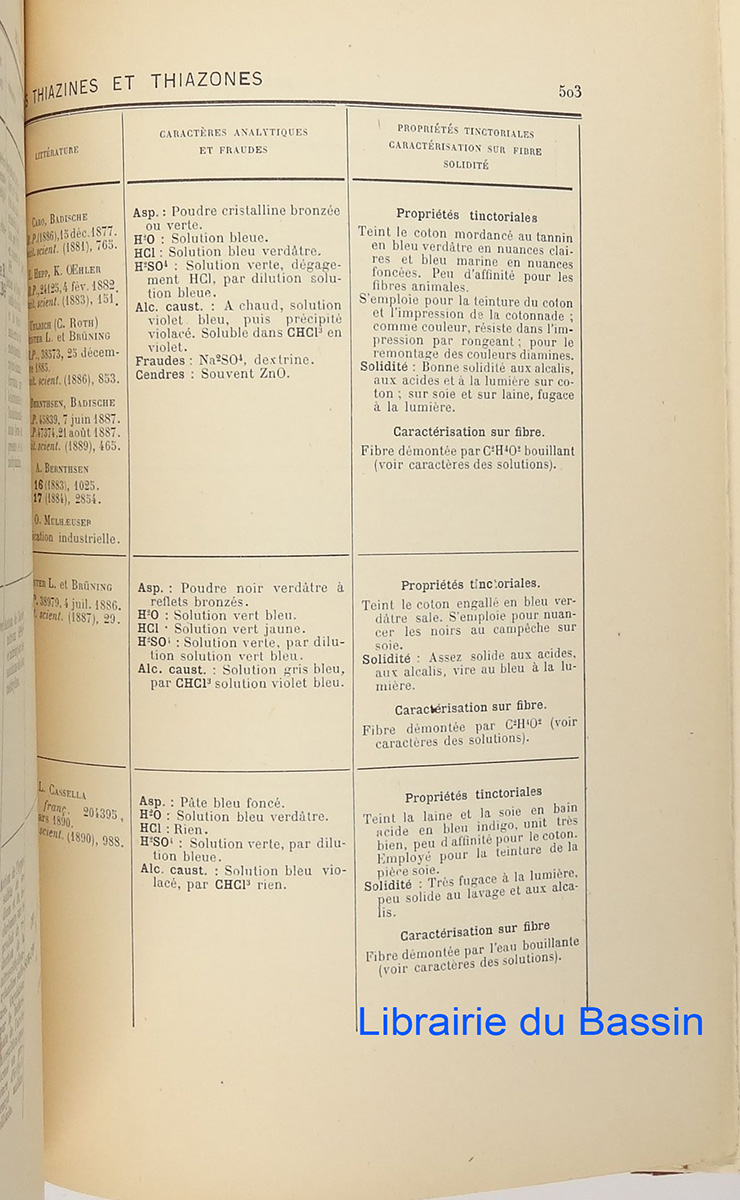 THIAZINES ET THIAZONES
503
LITTÉRATURE
CARO, BADISCHE
(1886), 15 déc. 1877.
scient. (1881), 765.
K. ŒHLER
24125, 4 fév. 1882.
scient. (1883), 151.
(C. ROTH)
L. et BRÜNING
38573, 25 décem-
1885.
scient. (1886), 853.
BERNTHSEN, BADISCHE
45839, 7 juin 1887.
47374, 21 août 1887.
scient. (1889), 465.
A. BERNTHSEN
16 (1883), 1025.
17 (1884), 2854.
O. MULHÆUSER
industrielle.
L. et BRÜNING
38979, 4 juil. 1886.
scient. (1887), 29.
L. CASSELLA
franç. 204395,
1890.
scient. (1890), 988.
CARACTÈRES ANALYTIQUES
ET FRAUDES
Asp. : Poudre cristalline bronzée
ou verte.
H²O : Solution bleue.
HCl : Solution bleu verdâtre.
H²SO⁴ : Solution verte, dégage-
ment HCl, par dilution solu-
tion bleue.
Alc. caust. : A chaud, solution
violet bleu, puis précipité
violacé. Soluble dans CHCl³ en
violet.
Fraudes : Na²SO⁴, dextrine.
Cendres : Souvent ZnO.
Asp. : Poudre noir verdâtre à
reflets bronzés.
H²O : Solution vert bleu.
HCl : Solution vert jaune.
H²SO⁴ : Solution verte, par dilu-
tion solution vert bleu.
Alc. caust. : Solution gris bleu,
par CHCl³ solution violet bleu.
Asp. : Pâte bleu foncé.
H²O : Solution bleu verdâtre.
HCl : Rien.
H²SO⁴ : Solution verte, par dilu-
tion bleue.
Alc. caust. : Solution bleu vio-
lacé, par CHCl³ rien.
PROPRIÉTÉS TINCTORIALES
CARACTÉRISATION SUR FIBRE
SOLIDITÉ
Propriétés tinctoriales
Teint le coton mordancé au tannin
en bleu verdâtre en nuances clai-
res et bleu marine en nuances
foncées. Peu d'affinité pour les
fibres animales.
S'emploie pour la teinture du coton
et l'impression de la cotonnade ;
comme couleur, résiste dans l'im-
pression par rongeant ; pour le
remontage des couleurs diamines.
Solidité : Bonne solidité aux alcalis,
aux acides et à la lumière sur co-
ton ; sur soie et sur laine, fugace
à la lumière.
Caractérisation sur fibre.
Fibre démontée par C²H⁴O² bouillant
(voir caractères des solutions).
Propriétés tinctoriales.
Teint le coton engallé en bleu ver-
dâtre sale. S'emploie pour nuan-
cer les noirs au campêche sur
soie.
Solidité : Assez solide aux acides,
aux alcalis, vire au bleu à la lu-
mière.
Caractérisation sur fibre.
Fibre démontée par C²H⁴O² (voir
caractères des solutions).
Propriétés tinctoriales
Teint la laine et la soie en bain
acide en bleu indigo, unit très
bien, peu d'affinité pour le coton.
Employé pour la teinture de la
pièce soie.
Solidité : Très fugace à la lumière,
peu solide au lavage et aux alca-
lis.
Caractérisation sur fibre
Fibre démontée par l'eau bouillante
(voir caractères des solutions).
Librairie du Bassin